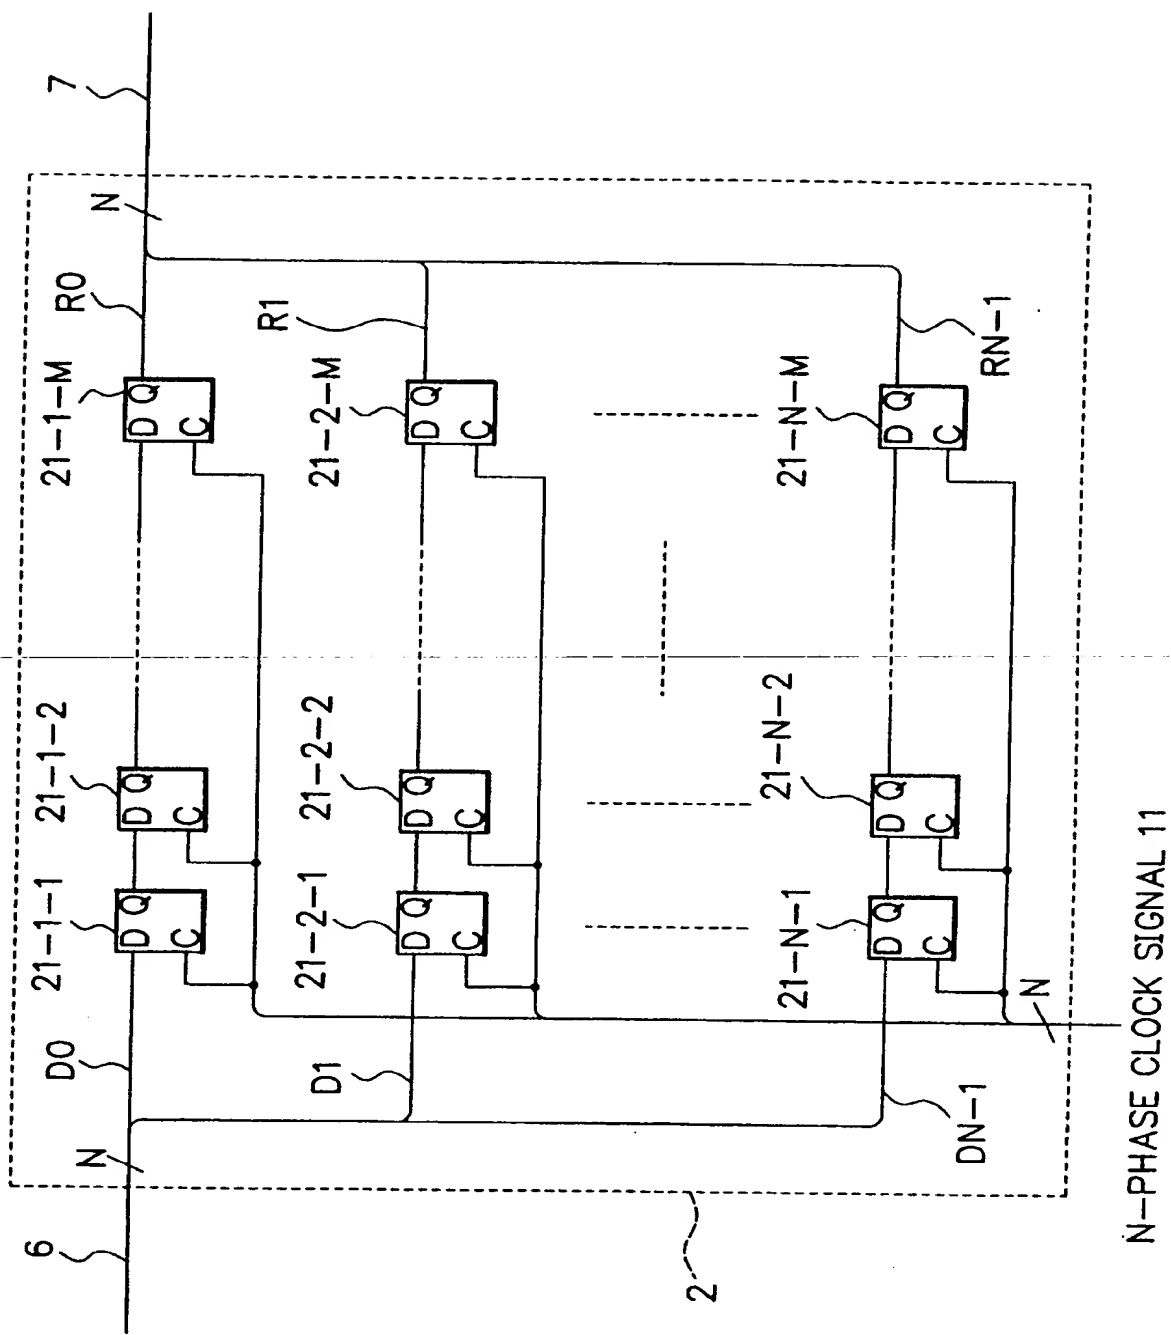 7
N
R0
21-1-M
D Q
C
21-1-2
D Q
C
21-1-1
D Q
C
D0
N
6
R1
21-2-M
D Q
C
21-2-2
D Q
C
21-2-1
D Q
C
D1
RN-1
21-N-M
D Q
C
21-N-2
D Q
C
21-N-1
D Q
C
DN-1
N
2
N-PHASE CLOCK SIGNAL 11